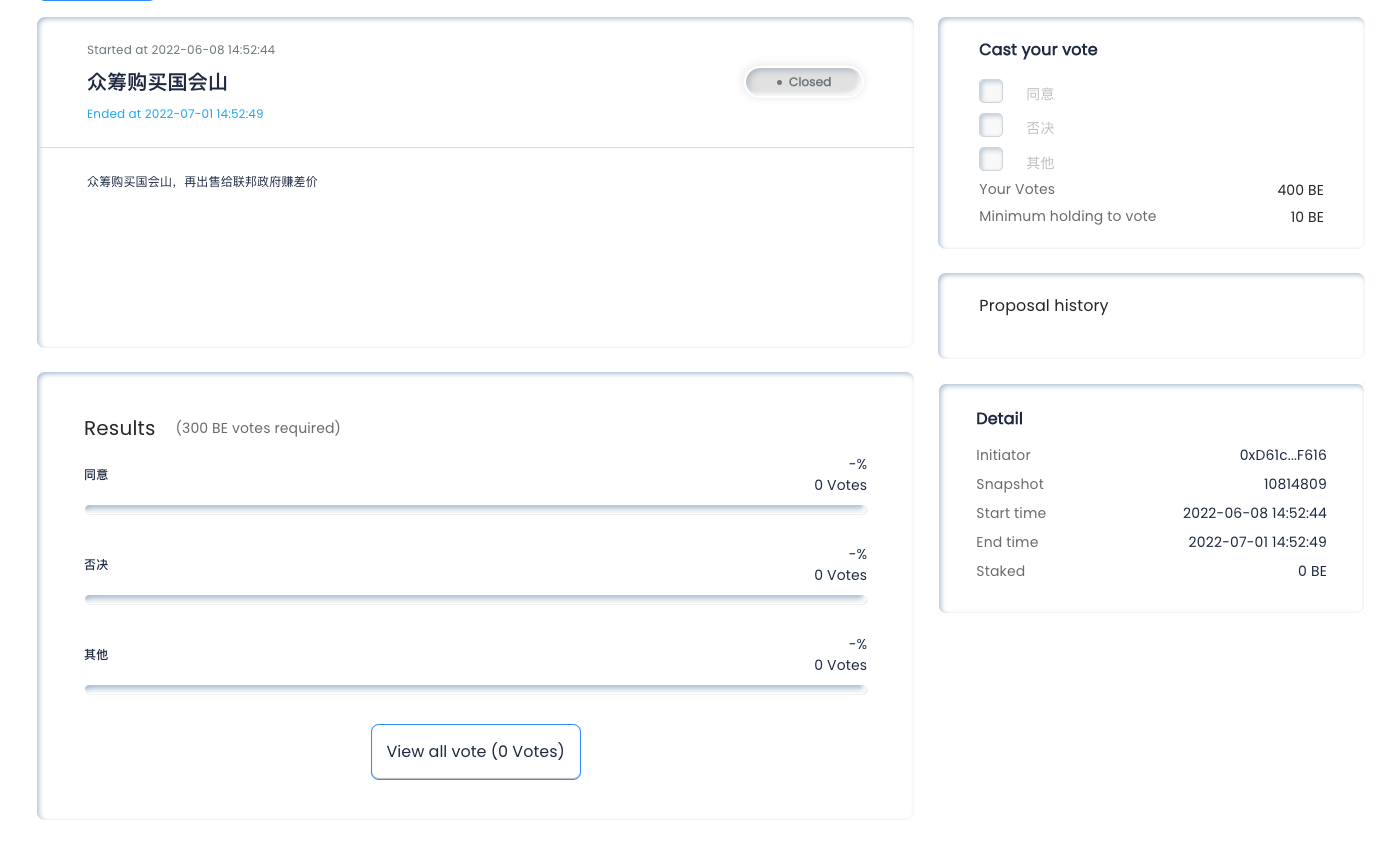 Started at 2022-06-08 14:52:44
众筹购买国会山
• Closed
Ended at 2022-07-01 14:52:49
众筹购买国会山，再出售给联邦政府赚差价
Results (300 BE votes required)
同意
-%
0 Votes
否决
-%
0 Votes
其他
-%
0 Votes
View all vote (0 Votes)
Cast your vote
同意
否决
其他
Your Votes 400 BE
Minimum holding to vote 10 BE
Proposal history
Detail
Initiator 0xD61c...F616
Snapshot 10814809
Start time 2022-06-08 14:52:44
End time 2022-07-01 14:52:49
Staked 0 BE